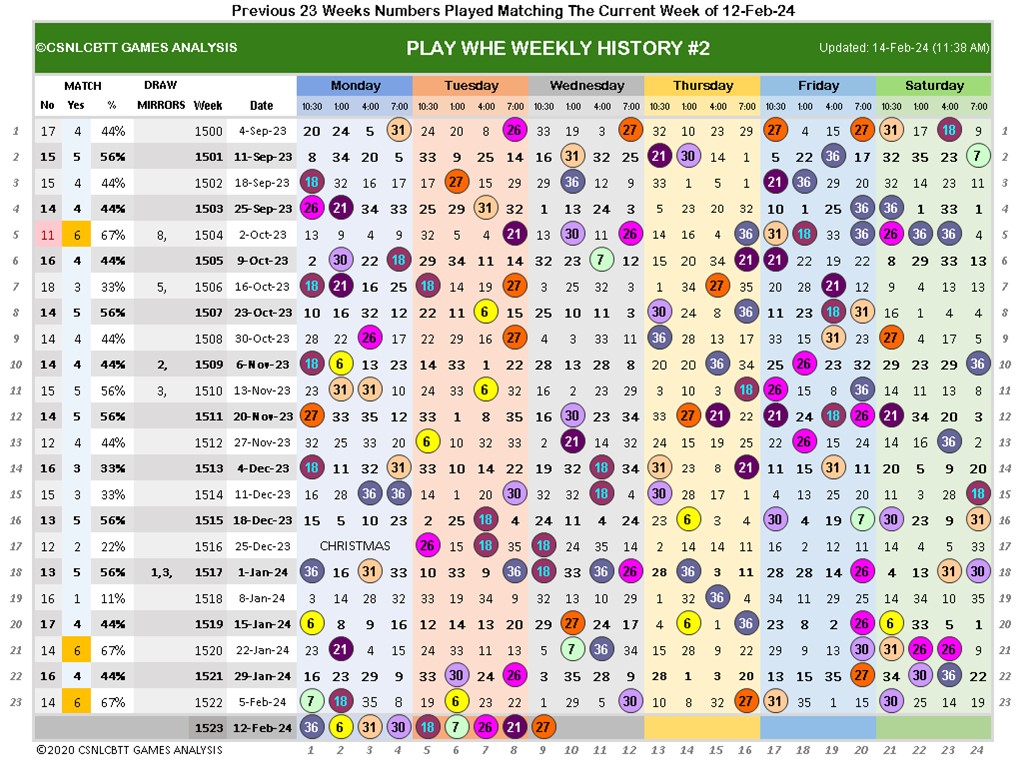 Previous 23 Weeks Numbers Played Matching The Current Week of 12-Feb-24
©CSNLCBTT GAMES ANALYSIS PLAY WHE WEEKLY HISTORY #2 Updated: 14-Feb-24 (11:38 AM)
MATCH DRAW Monday Tuesday Wednesday Thursday Friday Saturday
No Yes % MIRRORS Week Date 10:30 1:00 4:00 7:00 10:30 1:00 4:00 7:00 10:30 1:00 4:00 7:00 10:30 1:00 4:00 7:00 10:30 1:00 4:00 7:00 10:30 1:00 4:00 7:00
1 17 4 44% 1500 4-Sep-23 20 24 5 31 24 20 8 26 33 19 3 27 32 10 23 29 27 4 15 27 31 17 18 9 1
2 15 5 56% 1501 11-Sep-23 8 34 20 5 33 9 25 14 16 31 32 25 21 30 14 1 5 22 36 17 32 35 23 7 2
3 15 4 44% 1502 18-Sep-23 18 32 16 17 17 27 15 29 29 36 12 9 33 1 5 1 21 36 29 20 32 14 23 11 3
4 14 4 44% 1503 25-Sep-23 26 21 34 33 25 29 31 32 1 13 24 3 5 23 20 32 10 1 25 36 36 1 33 1 4
5 11 6 67% 8, 1504 2-Oct-23 13 9 4 9 32 5 4 21 13 30 11 26 14 16 4 36 31 18 33 36 26 36 36 4 5
6 16 4 44% 1505 9-Oct-23 2 30 22 18 29 34 11 14 32 23 7 12 15 20 34 21 21 22 19 22 8 29 33 13 6
7 18 3 33% 5, 1506 16-Oct-23 18 21 16 25 18 14 19 27 3 25 32 3 1 34 27 35 20 34 21 12 9 4 13 13 7
8 14 5 56% 1507 23-Oct-23 10 16 32 12 22 11 6 15 25 10 11 3 30 24 8 36 11 23 18 31 16 1 4 4 8
9 14 4 44% 1508 30-Oct-23 28 22 26 17 22 29 16 27 4 3 33 9 36 28 13 17 33 15 31 9 27 4 17 5 9
10 14 4 44% 2, 1509 6-Nov-23 18 6 13 23 14 33 1 22 28 13 28 8 20 20 36 34 25 26 23 32 29 23 29 36 10
11 15 5 56% 3, 1510 13-Nov-23 23 31 31 10 24 33 6 32 16 2 23 29 3 10 3 18 26 15 8 36 11 9 8 22 11
12 14 5 56% 1511 20-Nov-23 27 33 35 12 33 1 8 35 16 30 23 34 33 27 21 22 21 24 18 26 21 34 20 3 12
13 12 4 44% 1512 27-Nov-23 32 25 33 20 6 10 32 33 2 21 14 32 24 15 19 25 22 26 15 24 14 16 36 2 13
14 16 3 33% 1513 4-Dec-23 18 11 32 31 33 10 14 22 19 32 18 34 31 23 8 21 11 15 31 11 20 5 9 20 14
15 15 3 33% 1514 11-Dec-23 16 28 36 36 14 1 20 30 32 15 18 4 30 28 17 1 4 13 25 20 11 3 28 18 15
16 13 5 56% 1515 18-Dec-23 15 5 10 23 2 25 18 4 24 11 4 16 23 6 3 4 30 4 19 7 30 23 9 31 16
17 12 2 22% 1516 25-Dec-23 CHRISTMAS 26 15 18 35 18 24 35 14 2 14 14 11 16 2 12 11 14 4 5 33 17
18 13 5 56% 1,3, 1517 1-Jan-24 36 16 31 33 10 33 9 36 18 33 36 26 28 36 3 11 28 28 14 26 4 13 31 30 18
19 16 1 11% 1518 8-Jan-24 3 14 28 32 33 19 34 9 32 13 10 29 1 15 36 4 34 11 29 25 14 24 10 35 19
20 17 4 44% 1519 15-Jan-24 6 8 9 16 12 14 13 20 29 27 24 17 4 6 1 36 23 8 2 26 6 33 5 1 20
21 14 6 67% 1520 22-Jan-24 23 21 4 15 24 33 11 13 5 7 36 34 15 28 9 22 29 9 13 30 31 26 26 9 21
22 16 4 44% 1521 29-Jan-24 16 23 29 9 33 30 24 26 3 35 28 9 28 1 3 20 13 15 35 27 34 30 36 22 22
23 14 6 67% 1522 5-Feb-24 7 18 35 8 19 6 23 22 1 29 5 30 10 8 32 27 31 35 1 15 30 25 14 19 23
1523 12-Feb-24 36 6 31 30 18 7 26 21 27
©2020 CSNLCBTT GAMES ANALYSIS 1 2 3 4 5 6 7 8 9 10 11 12 13 14 15 16 17 18 19 20 21 22 23 24